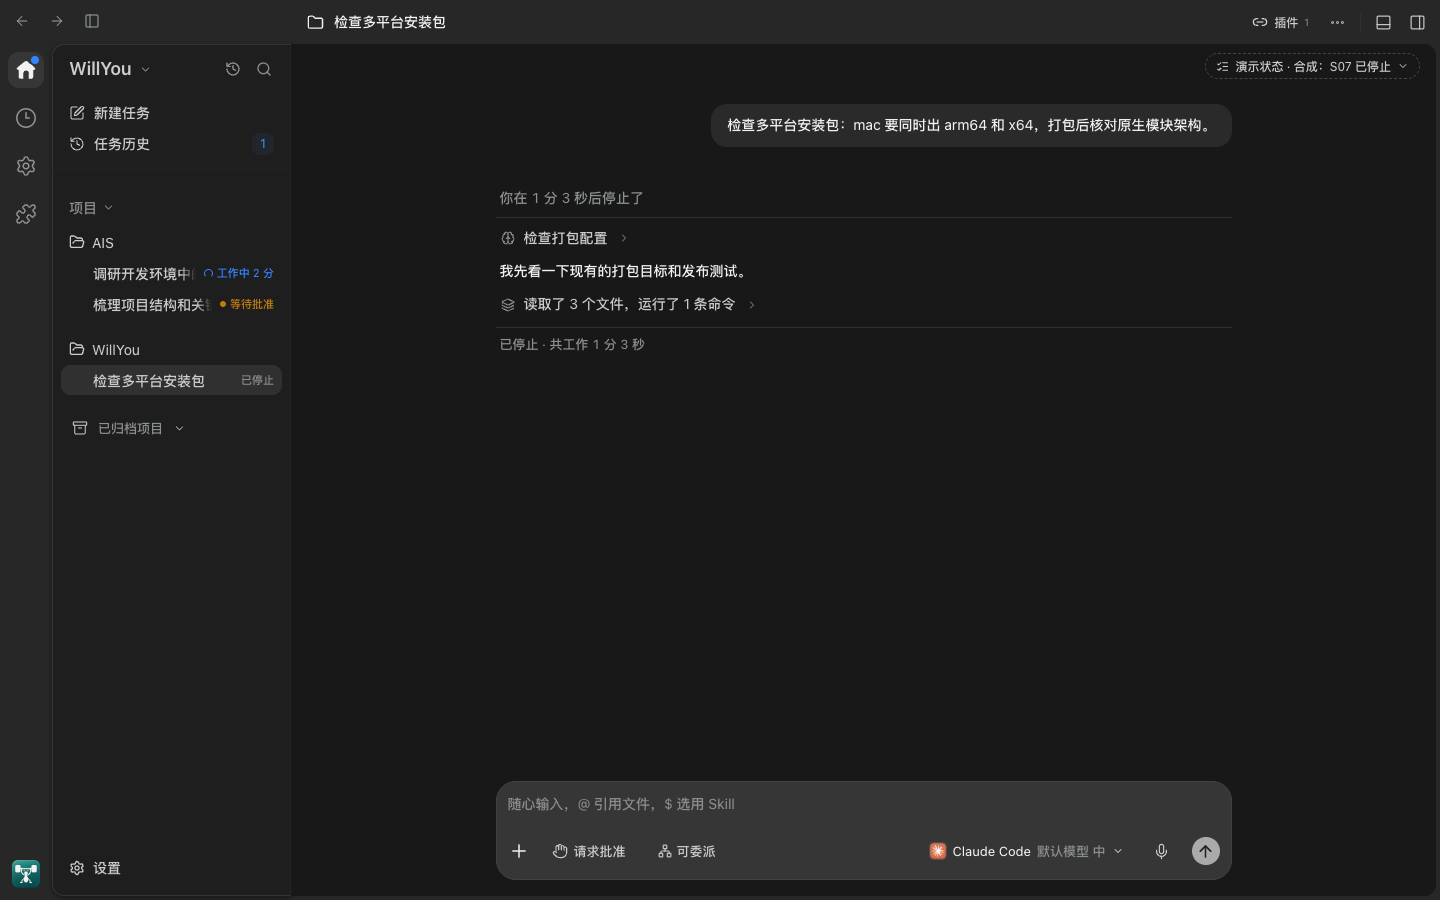 检查多平台安装包
插件 1
WillYou
演示状态 · 合成：S07 已停止
新建任务
任务历史 1
项目
AIS
调研开发环境中 工作中 2 分
梳理项目结构和关 等待批准
WillYou
检查多平台安装包 已停止
已归档项目
设置
检查多平台安装包：mac 要同时出 arm64 和 x64，打包后核对原生模块架构。
你在 1 分 3 秒后停止了
检查打包配置
我先看一下现有的打包目标和发布测试。
读取了 3 个文件，运行了 1 条命令
已停止 · 共工作 1 分 3 秒
随心输入，@ 引用文件，$ 选用 Skill
请求批准 可委派 Claude Code 默认模型 中